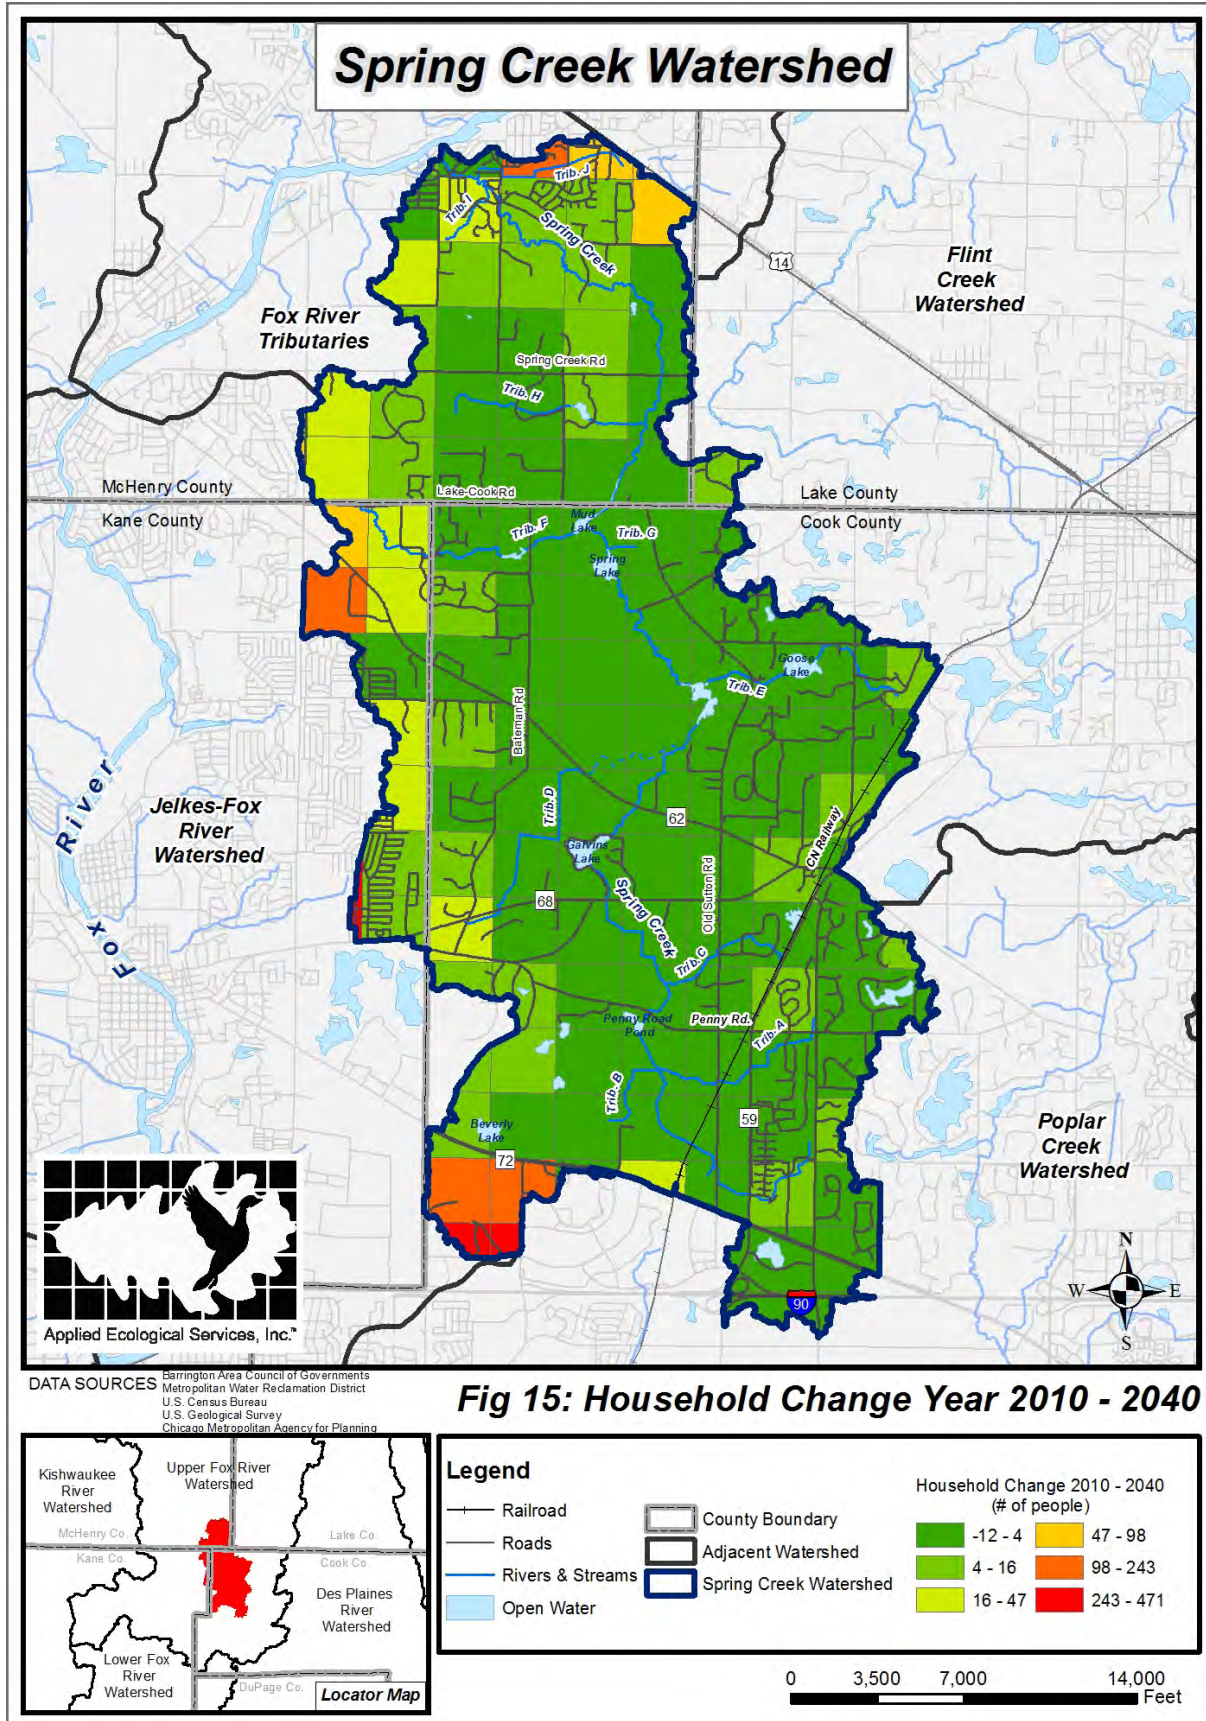 Spring Creek Watershed
Trib. J
Trib. I
Spring Creek
14
Flint
Creek
Watershed
Fox River
Tributaries
Spring Creek Rd
Trib. H
McHenry County
Kane County
Lake-Cook Rd
Lake County
Cook County
Mud
Lake
Trib. F
Trib. G
Spring
Lake
Goose
Lake
Trib. E
Bateman Rd
Fox River
Jelkes-Fox
River
Watershed
Trib. D
62
CN Railway
Galvins
Lake
Old Sutton Rd
68
Spring Creek
Trib. C
Penny Road
Pond
Penny Rd.
Trib. A
Trib. B
59
Beverly
Lake
72
Poplar
Creek
Watershed
90
N
W
E
S
Applied Ecological Services, Inc.™
DATA SOURCES
Barrington Area Council of Governments
Metropolitan Water Reclamation District
U.S. Census Bureau
U.S. Geological Survey
Chicago Metropolitan Agency for Planning
Fig 15: Household Change Year 2010 - 2040
Kishwaukee
River
Watershed
Upper Fox River
Watershed
McHenry Co.
Kane Co.
Lake Co.
Cook Co.
Des Plaines
River
Watershed
Lower Fox
River
Watershed
DuPage Co.
Locator Map
Legend
Railroad
Roads
Rivers & Streams
Open Water
County Boundary
Adjacent Watershed
Spring Creek Watershed
Household Change 2010 - 2040
(# of people)
-12 - 4
4 - 16
16 - 47
47 - 98
98 - 243
243 - 471
0 3,500 7,000 14,000
Feet